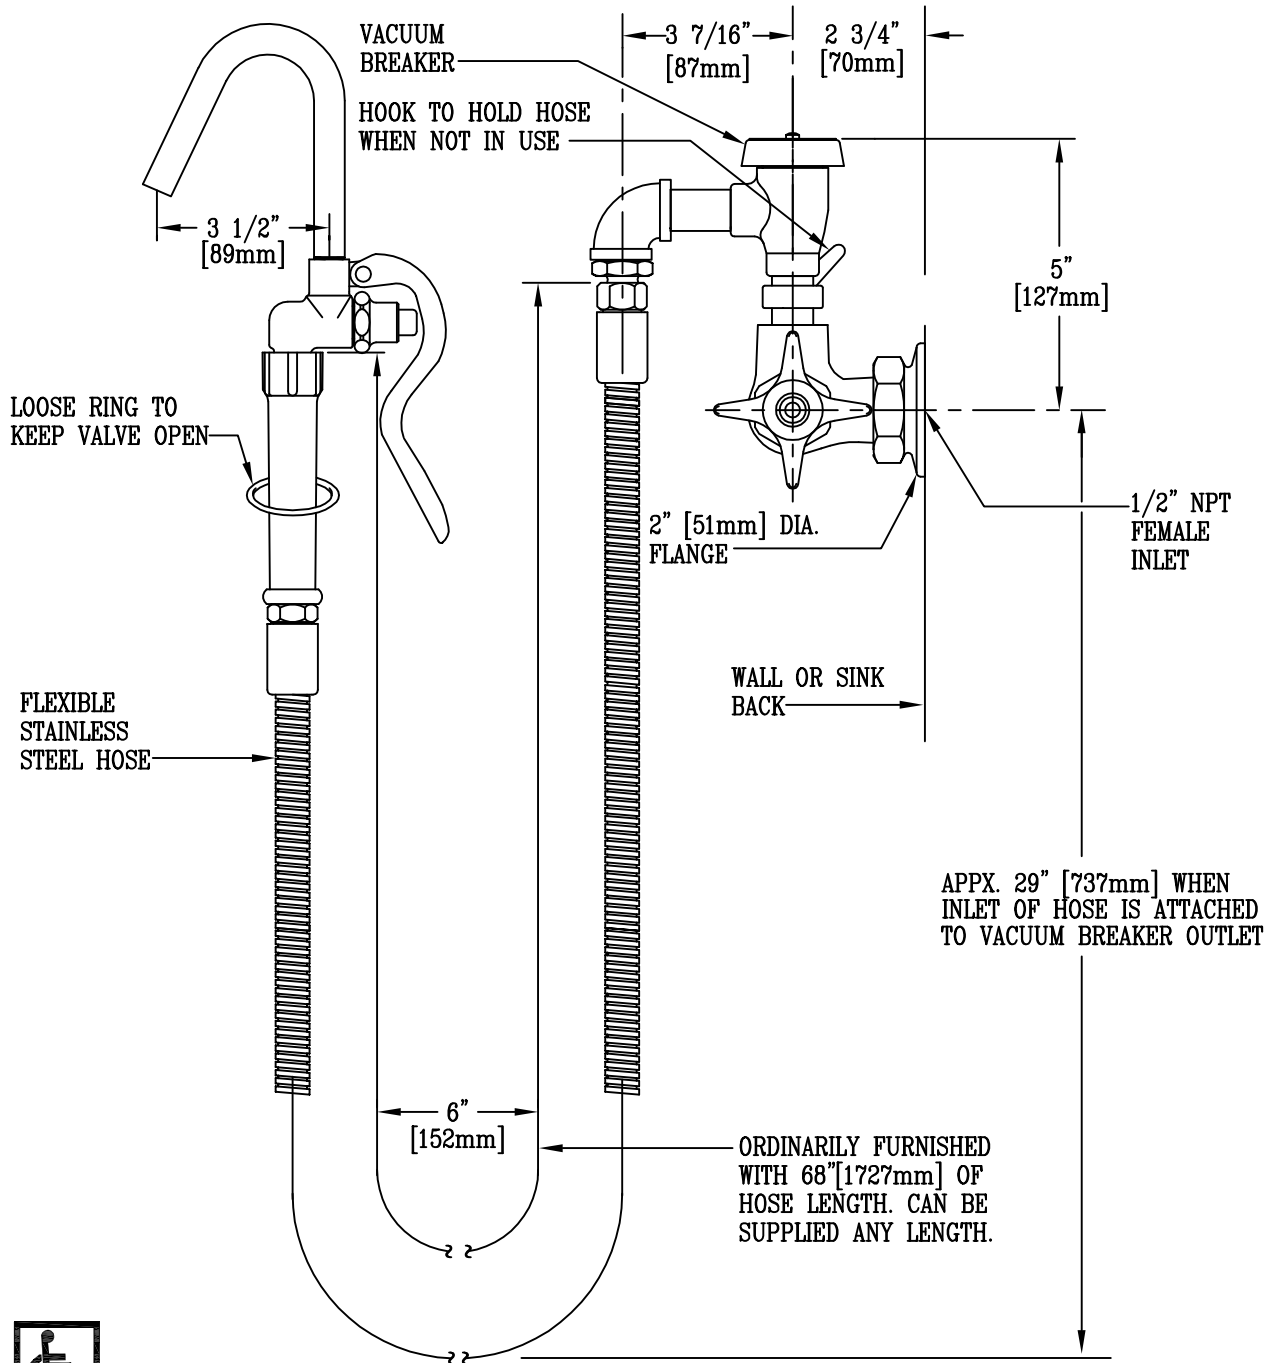 VACUUM
BREAKER
3 7/16”
[87mm]
2 3/4”
[70mm]
HOOK TO HOLD HOSE
WHEN NOT IN USE
3 1/2”
[89mm]
5”
[127mm]
LOOSE RING TO
KEEP VALVE OPEN
2” [51mm] DIA.
FLANGE
1/2” NPT
FEMALE
INLET
WALL OR SINK
BACK
FLEXIBLE
STAINLESS
STEEL HOSE
APPX. 29” [737mm] WHEN
INLET OF HOSE IS ATTACHED
TO VACUUM BREAKER OUTLET
6”
[152mm]
ORDINARILY FURNISHED
WITH 68”[1727mm] OF
HOSE LENGTH. CAN BE
SUPPLIED ANY LENGTH.